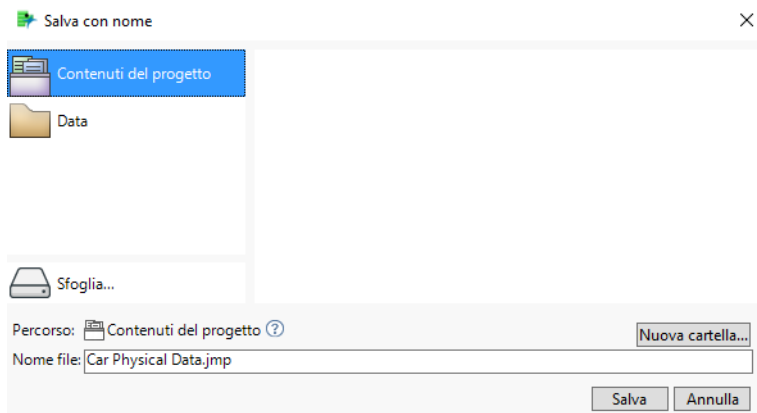 Salva con nome
Contenuti del progetto
Data
Sfoglia...
Percorso: Contenuti del progetto ?
Nuova cartella...
Nome file: Car Physical Data.jmp
Salva Annulla